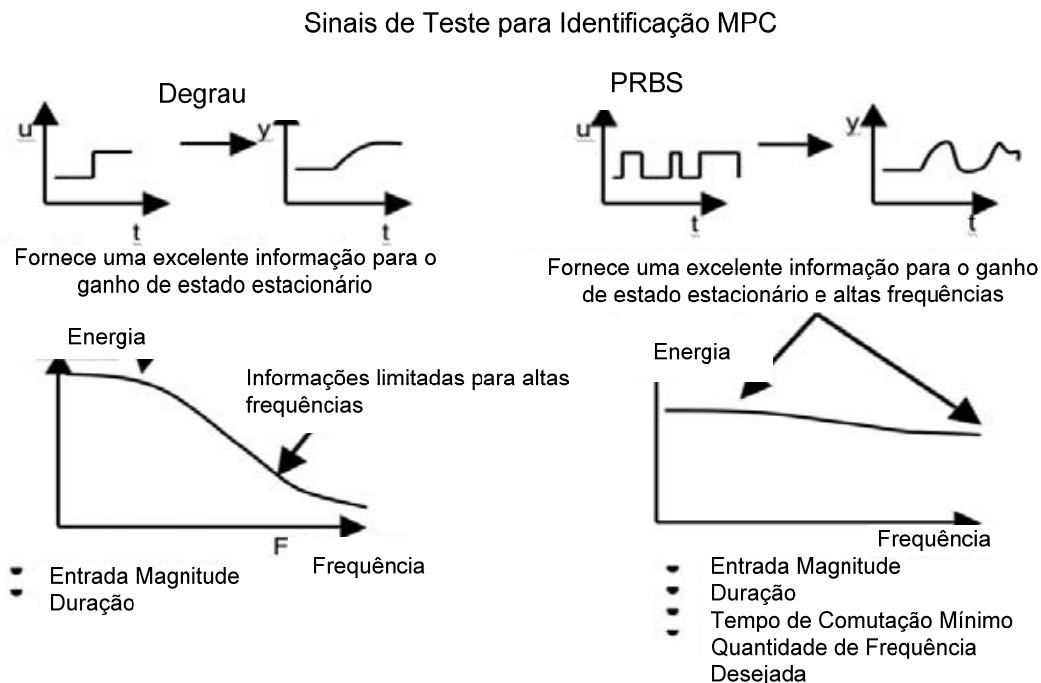 Sinais de Teste para Identificação MPC
Degrau
u
t
y
t
Fornece uma excelente informação para o
ganho de estado estacionário
Energia
Informações limitadas para altas
frequências
F
Frequência
Entrada Magnitude
Duração
PRBS
u
t
y
t
Fornece uma excelente informação para o ganho
de estado estacionário e altas frequências
Energia
Frequência
Entrada Magnitude
Duração
Tempo de Comutação Mínimo
Quantidade de Frequência
Desejada